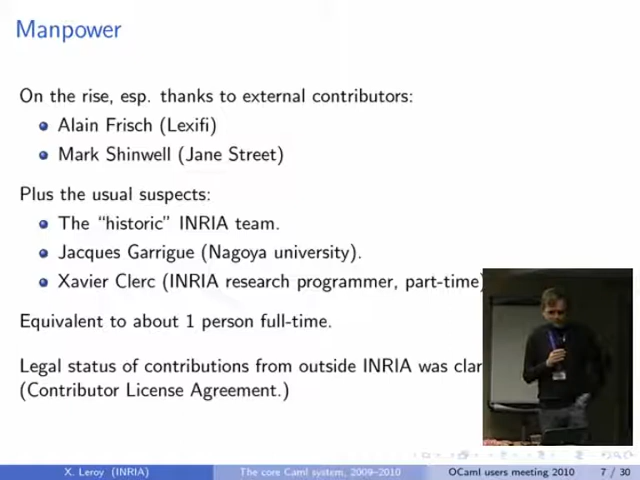 Manpower
On the rise, esp. thanks to external contributors:
Alain Frisch (Lexifi)
Mark Shinwell (Jane Street)
Plus the usual suspects:
The “historic” INRIA team.
Jacques Garrigue (Nagoya university).
Xavier Clerc (INRIA research programmer, part-time)
Equivalent to about 1 person full-time.
Legal status of contributions from outside INRIA was clar
(Contributor License Agreement.)
X. Leroy (INRIA) The core Caml system, 2009–2010 OCaml users meeting 2010 7 / 30